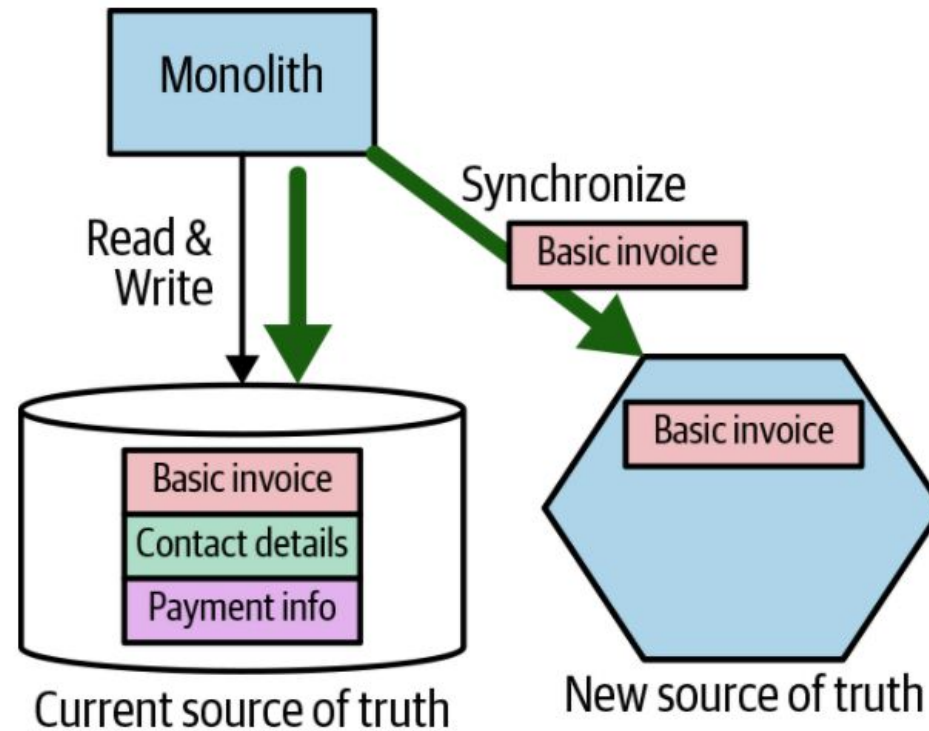 Monolith
Synchronize
Read &
Write
Basic invoice
Basic invoice
Basic invoice
Contact details
Payment info
Current source of truth
New source of truth